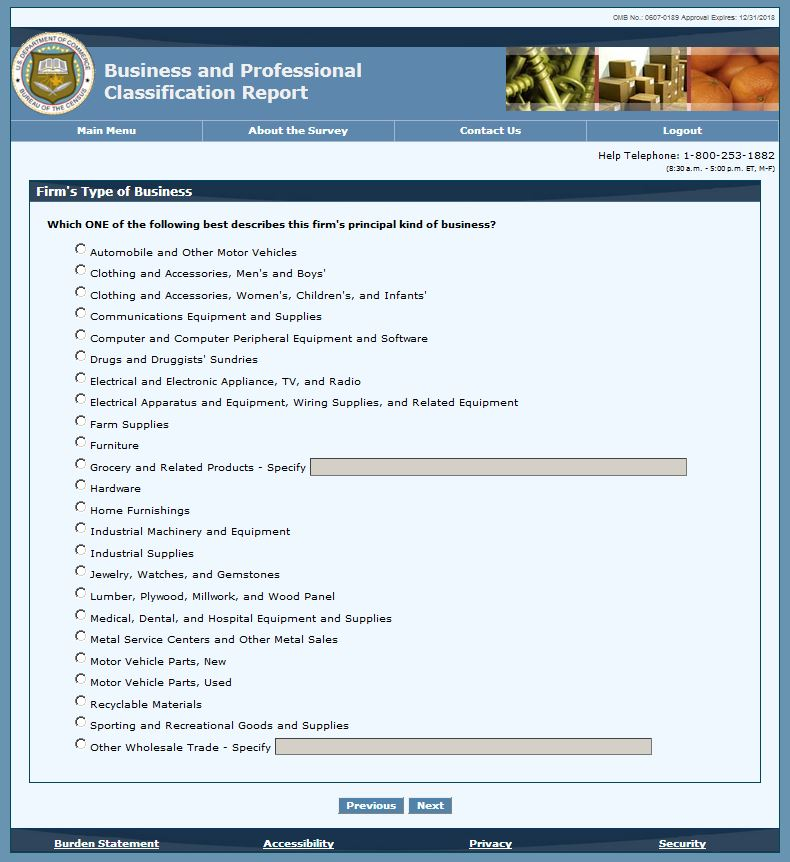 OMB No.: 0607-0189 Approval Expires: 12/31/2018
U.S. DEPARTMENT OF COMMERCE
BUREAU OF THE CENSUS
Business and Professional
Classification Report
Main Menu About the Survey Contact Us Logout
Help Telephone: 1-800-253-1882
(8:30 a.m. - 5:00 p.m. ET, M-F)
Firm's Type of Business
Which ONE of the following best describes this firm's principal kind of business?
Automobile and Other Motor Vehicles
Clothing and Accessories, Men's and Boys'
Clothing and Accessories, Women's, Children's, and Infants'
Communications Equipment and Supplies
Computer and Computer Peripheral Equipment and Software
Drugs and Druggists' Sundries
Electrical and Electronic Appliance, TV, and Radio
Electrical Apparatus and Equipment, Wiring Supplies, and Related Equipment
Farm Supplies
Furniture
Grocery and Related Products - Specify
Hardware
Home Furnishings
Industrial Machinery and Equipment
Industrial Supplies
Jewelry, Watches, and Gemstones
Lumber, Plywood, Millwork, and Wood Panel
Medical, Dental, and Hospital Equipment and Supplies
Metal Service Centers and Other Metal Sales
Motor Vehicle Parts, New
Motor Vehicle Parts, Used
Recyclable Materials
Sporting and Recreational Goods and Supplies
Other Wholesale Trade - Specify
Previous Next
Burden Statement Accessibility Privacy Security